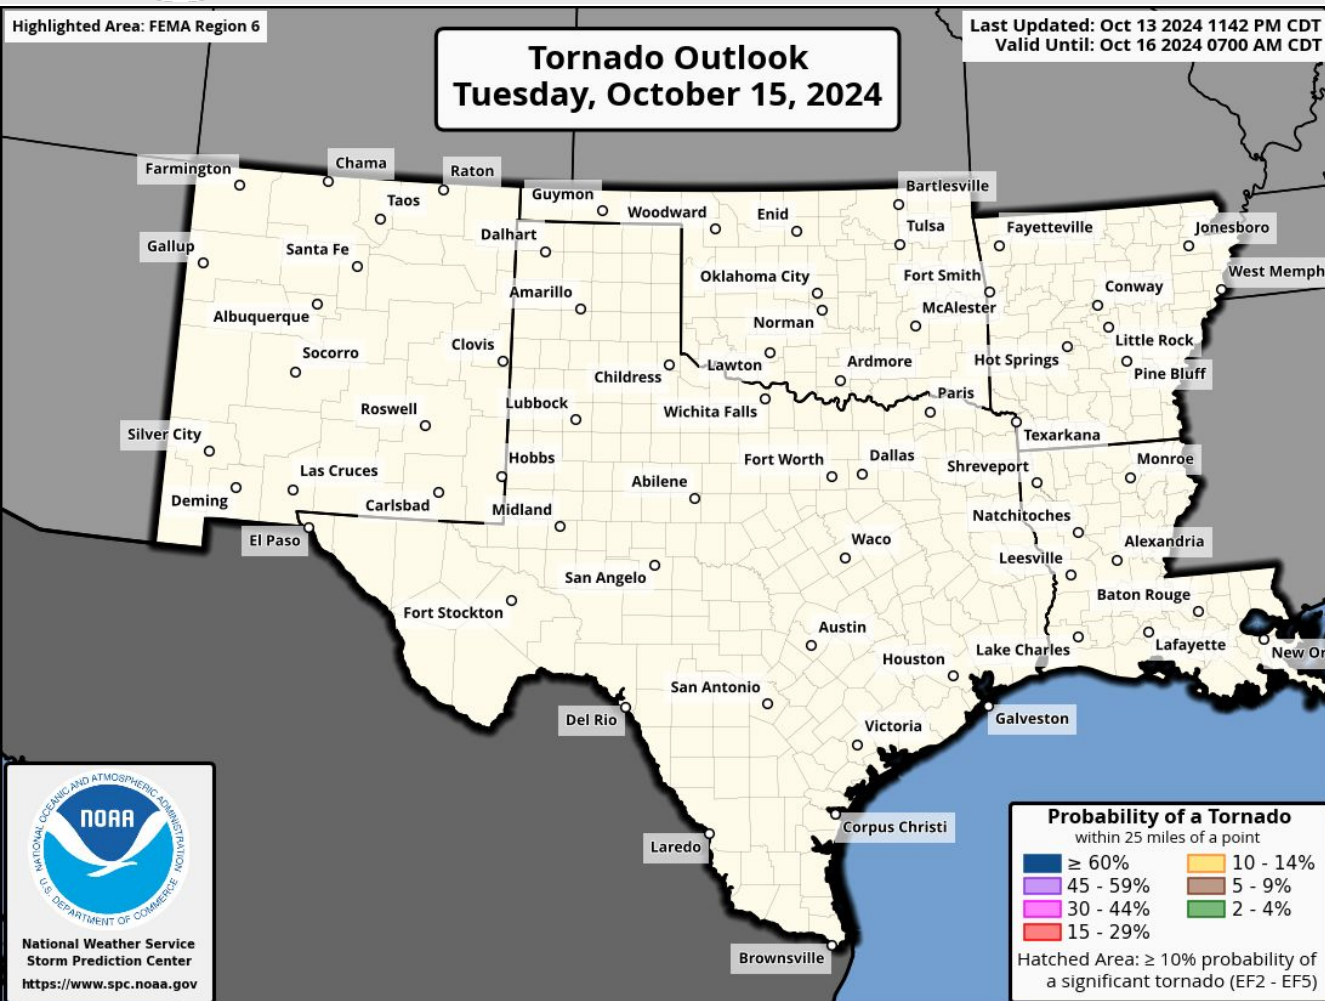 Highlighted Area: FEMA Region 6
Last Updated: Oct 13 2024 1142 PM CDT
Valid Until: Oct 16 2024 0700 AM CDT
Tornado Outlook
Tuesday, October 15, 2024
Farmington
Chama
Raton
Taos
Guymon
Woodward
Enid
Bartlesville
Tulsa
Fayetteville
Jonesboro
Gallup
Santa Fe
Dalhart
Oklahoma City
Fort Smith
West Memph
Amarillo
Conway
Albuquerque
Norman
McAlester
Little Rock
Socorro
Clovis
Childress
Lawton
Ardmore
Hot Springs
Pine Bluff
Roswell
Lubbock
Wichita Falls
Paris
Texarkana
Silver City
Las Cruces
Hobbs
Abilene
Fort Worth
Dallas
Shreveport
Monroe
Deming
Carlsbad
Midland
Natchitoches
El Paso
Waco
Leesville
Alexandria
San Angelo
Baton Rouge
Fort Stockton
Austin
Houston
Lake Charles
Lafayette
New Or
San Antonio
Del Rio
Victoria
Galveston
Corpus Christi
Laredo
Brownsville
NATIONAL OCEANIC AND ATMOSPHERIC ADMINISTRATION
NOAA
U.S. DEPARTMENT OF COMMERCE
National Weather Service
Storm Prediction Center
https://www.spc.noaa.gov
Probability of a Tornado
within 25 miles of a point
≥ 60% 10 - 14%
45 - 59% 5 - 9%
30 - 44% 2 - 4%
15 - 29%
Hatched Area: ≥ 10% probability of
a significant tornado (EF2 - EF5)